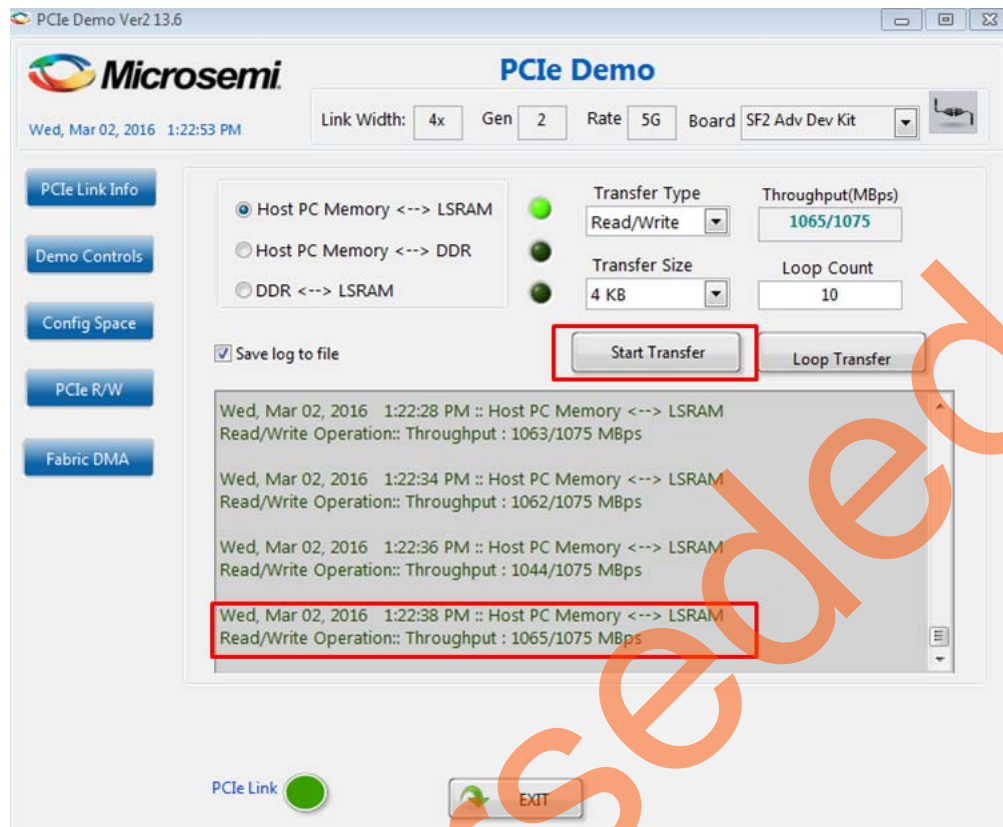 PCIe Demo Ver2 13.6
Microsemi.
PCIe Demo
Wed, Mar 02, 2016 1:22:53 PM
Link Width: 4x Gen 2 Rate 5G Board SF2 Adv Dev Kit
PCIe Link Info
Demo Controls
Config Space
PCIe R/W
Fabric DMA
Host PC Memory <--> LSRAM
Host PC Memory <--> DDR
DDR <--> LSRAM
Transfer Type
Read/Write
Transfer Size
4 KB
Throughput(MBps)
1065/1075
Loop Count
10
Save log to file
Start Transfer
Loop Transfer
Wed, Mar 02, 2016 1:22:28 PM :: Host PC Memory <--> LSRAM
Read/Write Operation:: Throughput : 1063/1075 MBps
Wed, Mar 02, 2016 1:22:34 PM :: Host PC Memory <--> LSRAM
Read/Write Operation:: Throughput : 1062/1075 MBps
Wed, Mar 02, 2016 1:22:36 PM :: Host PC Memory <--> LSRAM
Read/Write Operation:: Throughput : 1044/1075 MBps
Wed, Mar 02, 2016 1:22:38 PM :: Host PC Memory <--> LSRAM
Read/Write Operation:: Throughput : 1065/1075 MBps
PCIe Link
EXIT
rseded